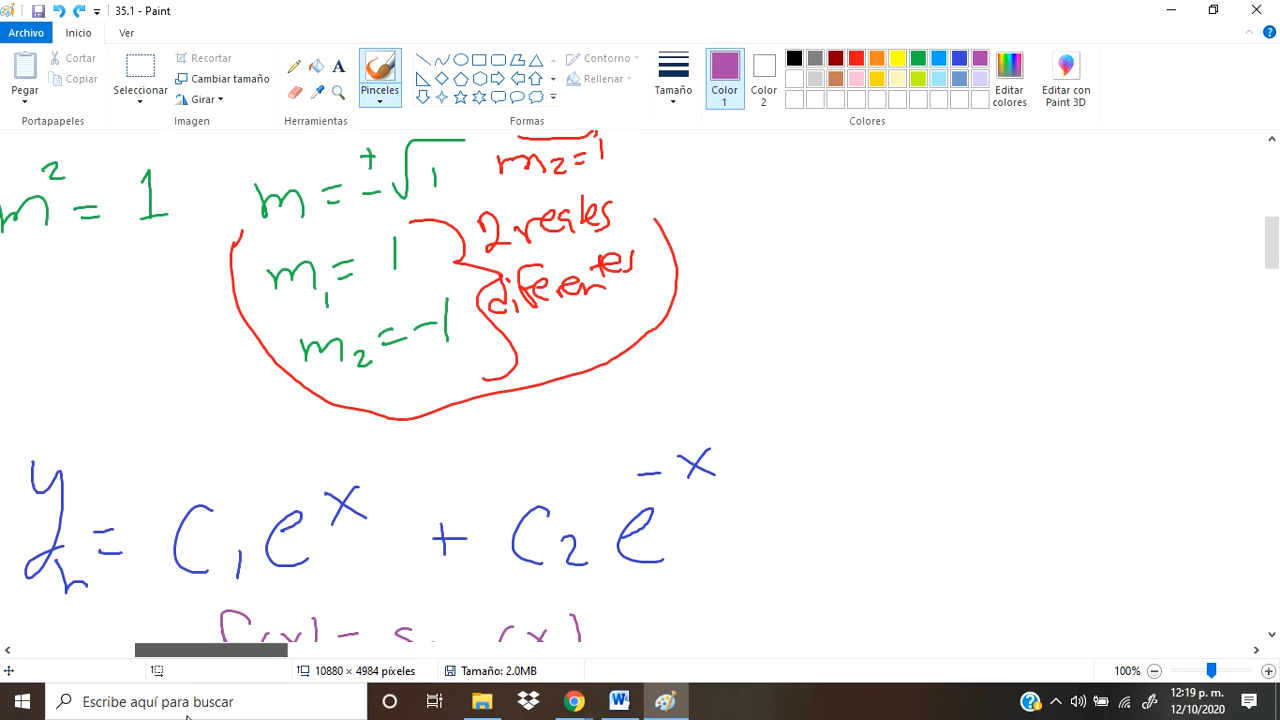 35.1 - Paint
Archivo Inicio Ver
Pegar
Cortar
Copiar
Portapapeles
Seleccionar
Recortar
Cambiar tamaño
Girar
Imagen
A
Herramientas
Pinceles
Contorno
Rellenar
Formas
Tamaño
Color 1
Color 2
Editar colores
Editar con Paint 3D
Colores
m² = 1
m = ±√1
m₂ = 1
m₁ = 1
m₂ = -1
2 reales
diferentes
yₕ = C₁ e^x + C₂ e^-x
10880 × 4984 píxeles
Tamaño: 2.0MB
100%
Escribe aquí para buscar
12:19 p. m.
12/10/2020